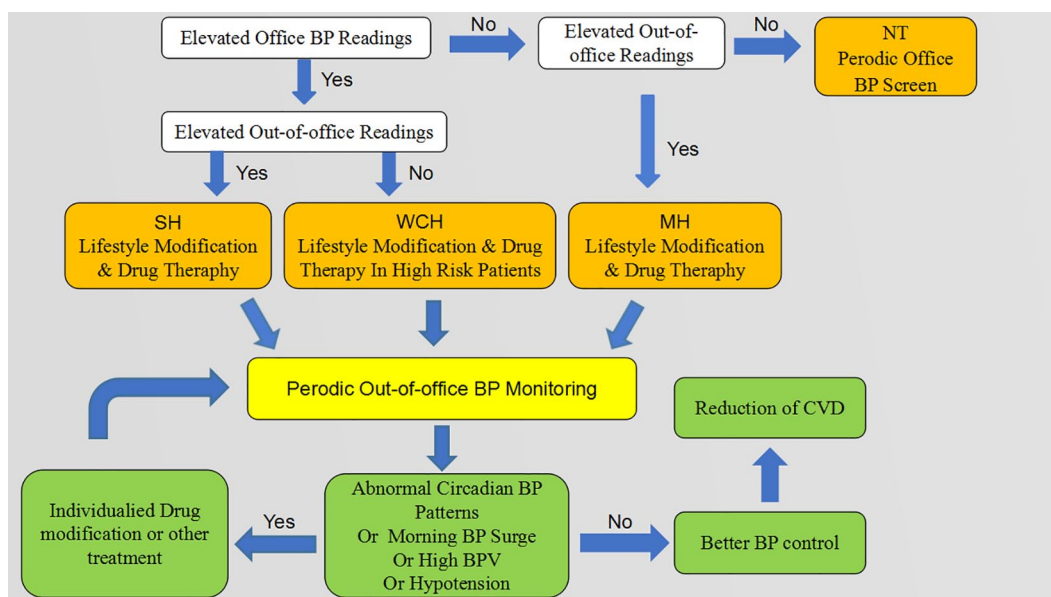 Elevated Office BP Readings
No
Elevated Out-of-
office Readings
No
NT
Perodic Office
BP Screen
Yes
Elevated Out-of-office Readings
Yes
No
Yes
SH
Lifestyle Modification
& Drug Theraphy
WCH
Lifestyle Modification & Drug
Therapy In High Risk Patients
MH
Lifestyle Modification
& Drug Theraphy
Perodic Out-of-office BP Monitoring
Reduction of CVD
Individualied Drug
modification or other
treatment
Yes
Abnormal Circadian BP
Patterns
Or Morning BP Surge
Or High BPV
Or Hypotension
No
Better BP control